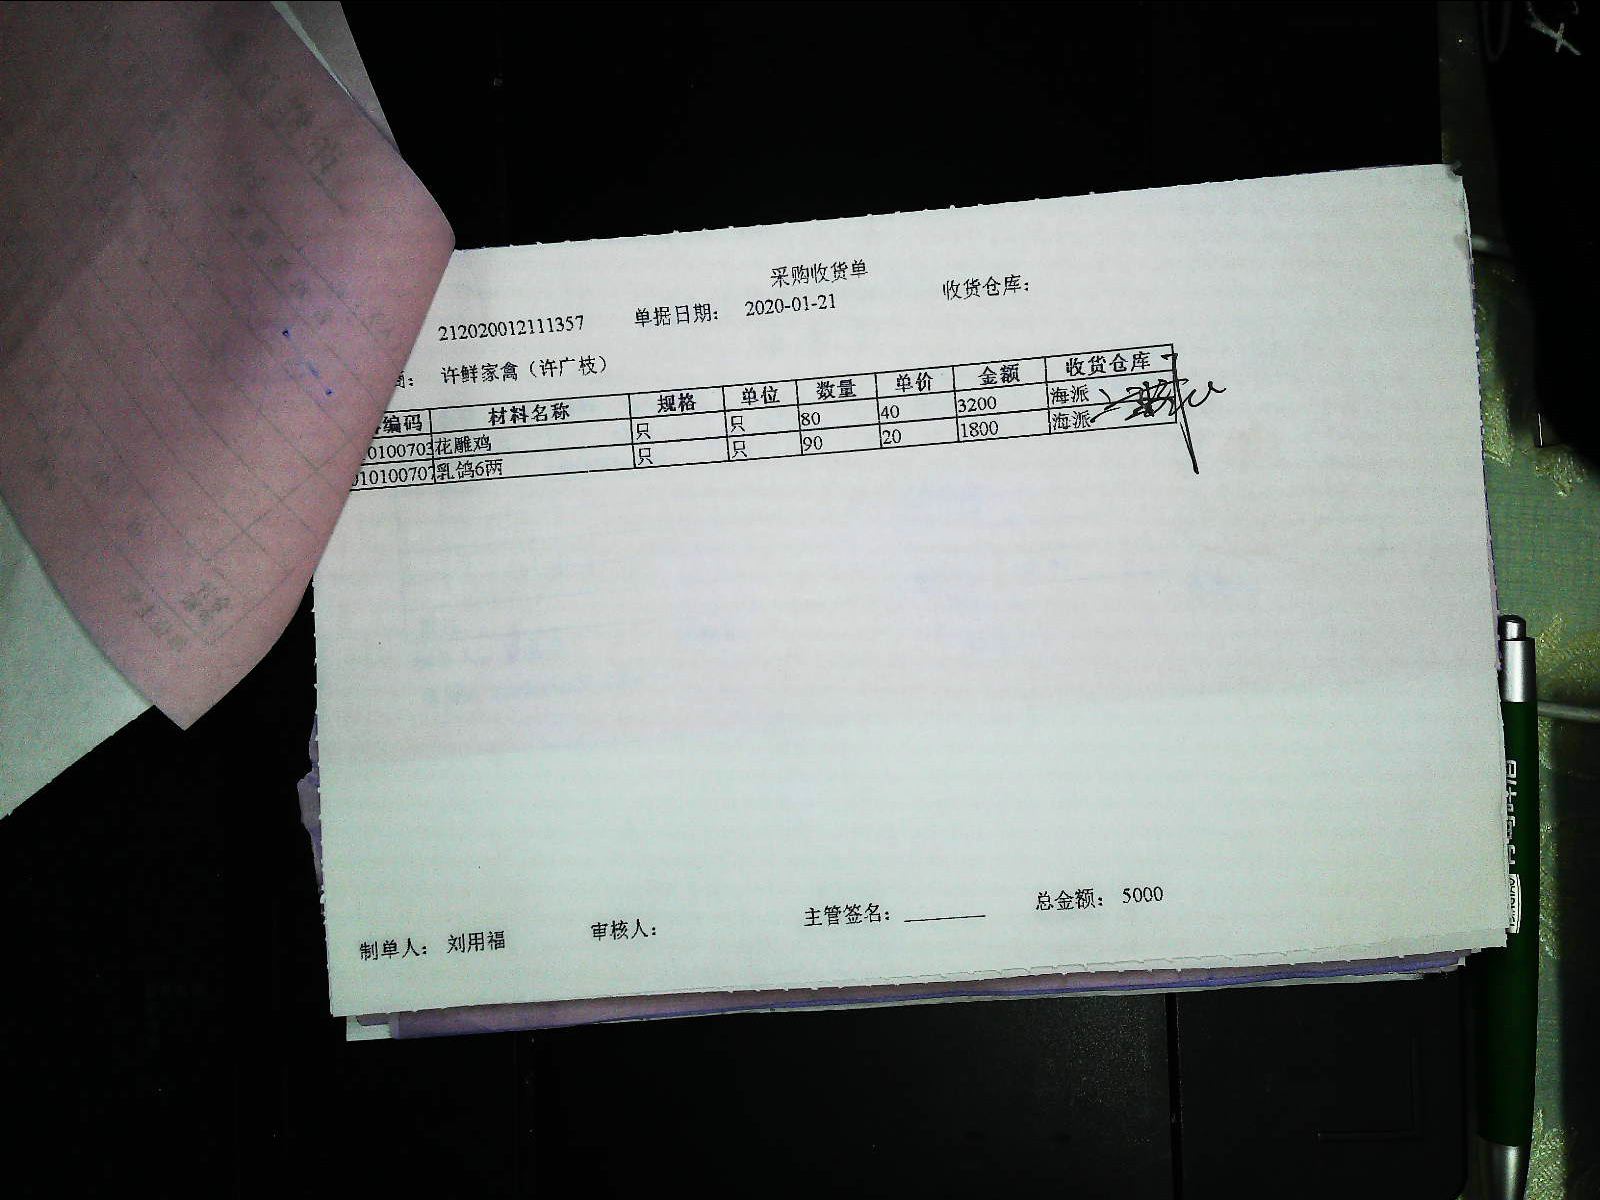 采购收货单
212020012111357 单据日期： 2020-01-21 收货仓库：
商： 许鲜家禽（许广枝）
编码 材料名称 规格 单位 数量 单价 金额 收货仓库
0100703 花雕鸡 只 只 80 40 3200 海派
010100707 乳鸽6两 只 只 90 20 1800 海派
制单人： 刘用福 审核人： 主管签名： 总金额： 5000